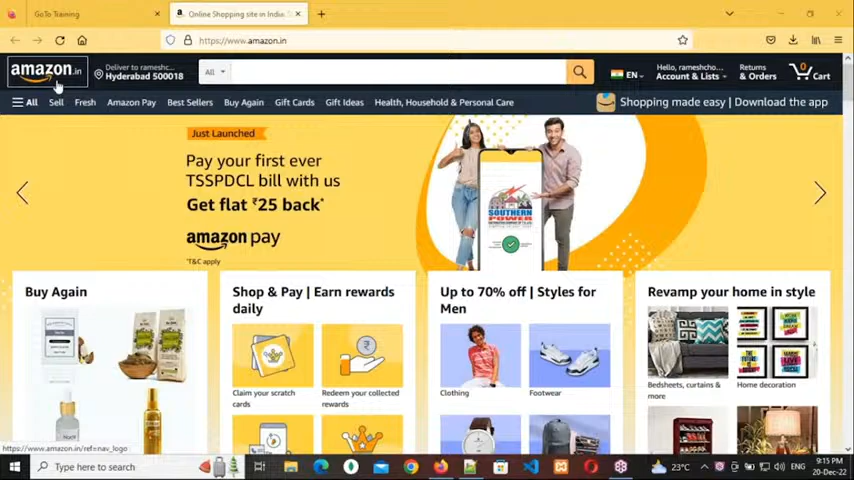 GoTo Training
Online Shopping site in India:
https://www.amazon.in
amazon.in
Deliver to rameshc...
Hyderabad 500018
All
EN
Hello, rameshcho...
Account & Lists
Returns
& Orders
0
Cart
All Sell Fresh Amazon Pay Best Sellers Buy Again Gift Cards Gift Ideas Health, Household & Personal Care
Shopping made easy | Download the app
Just Launched
Pay your first ever
TSSPDCL bill with us
Get flat ₹25 back*
amazon pay
*T&C apply
SOUTHERN
POWER
Buy Again
Shop & Pay | Earn rewards
daily
Claim your scratch
cards
Redeem your collected
rewards
Up to 70% off | Styles for
Men
Clothing
Footwear
Revamp your home in style
Bedsheets, curtains &
more
Home decoration
https://www.amazon.in/ref=nav_logo
Type here to search
23°C
ENG
9:15 PM
20-Dec-22